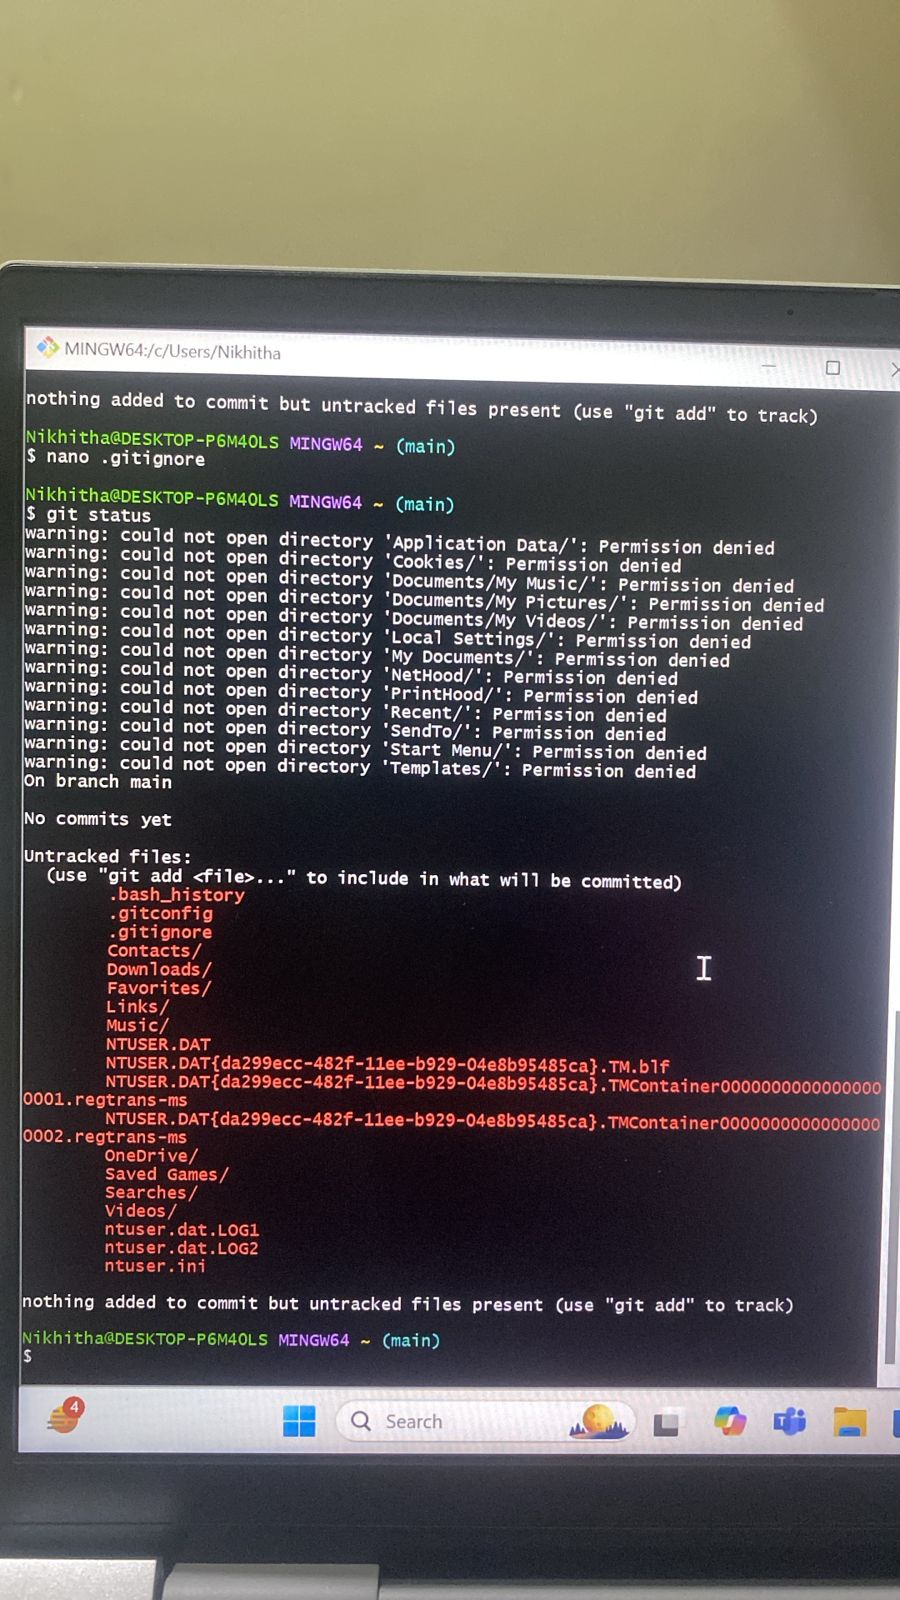 MINGW64:/c/Users/Nikhitha
nothing added to commit but untracked files present (use "git add" to track)
Nikhitha@DESKTOP-P6M4OLS MINGW64 ~ (main)
$ nano .gitignore
Nikhitha@DESKTOP-P6M4OLS MINGW64 ~ (main)
$ git status
warning: could not open directory 'Application Data/': Permission denied
warning: could not open directory 'Cookies/': Permission denied
warning: could not open directory 'Documents/My Music/': Permission denied
warning: could not open directory 'Documents/My Pictures/': Permission denied
warning: could not open directory 'Documents/My Videos/': Permission denied
warning: could not open directory 'Local Settings/': Permission denied
warning: could not open directory 'My Documents/': Permission denied
warning: could not open directory 'NetHood/': Permission denied
warning: could not open directory 'PrintHood/': Permission denied
warning: could not open directory 'Recent/': Permission denied
warning: could not open directory 'SendTo/': Permission denied
warning: could not open directory 'Start Menu/': Permission denied
warning: could not open directory 'Templates/': Permission denied
On branch main
No commits yet
Untracked files:
(use "git add <file>..." to include in what will be committed)
.bash_history
.gitconfig
.gitignore
Contacts/
Downloads/
Favorites/
Links/
Music/
NTUSER.DAT
NTUSER.DAT{da299ecc-482f-11ee-b929-04e8b95485ca}.TM.blf
NTUSER.DAT{da299ecc-482f-11ee-b929-04e8b95485ca}.TMContainer0000000000000000
0001.regtrans-ms
NTUSER.DAT{da299ecc-482f-11ee-b929-04e8b95485ca}.TMContainer0000000000000000
0002.regtrans-ms
OneDrive/
Saved Games/
Searches/
Videos/
ntuser.dat.LOG1
ntuser.dat.LOG2
ntuser.ini
nothing added to commit but untracked files present (use "git add" to track)
Nikhitha@DESKTOP-P6M4OLS MINGW64 ~ (main)
$
4
Search